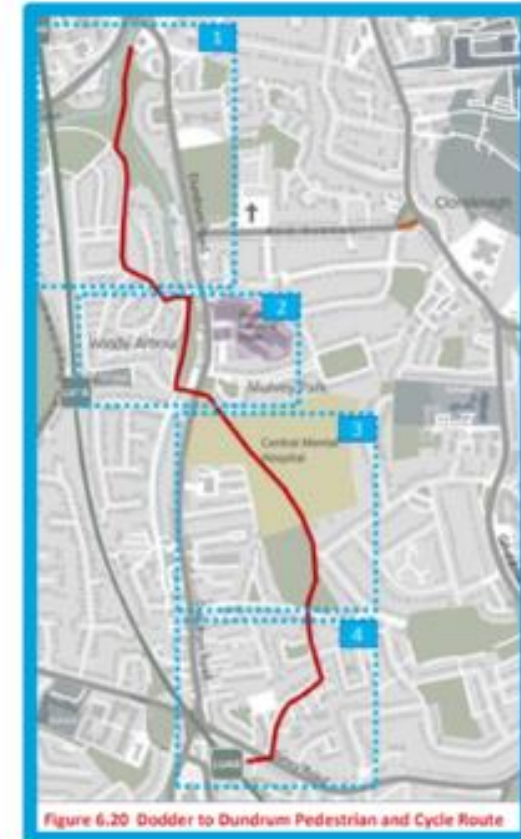 1
Clonskeagh
2
Windy Arbour
Mulvey Park
3
Central Mental
Hospital
4
LUAS
Figure 6.20 Dodder to Dundrum Pedestrian and Cycle Route